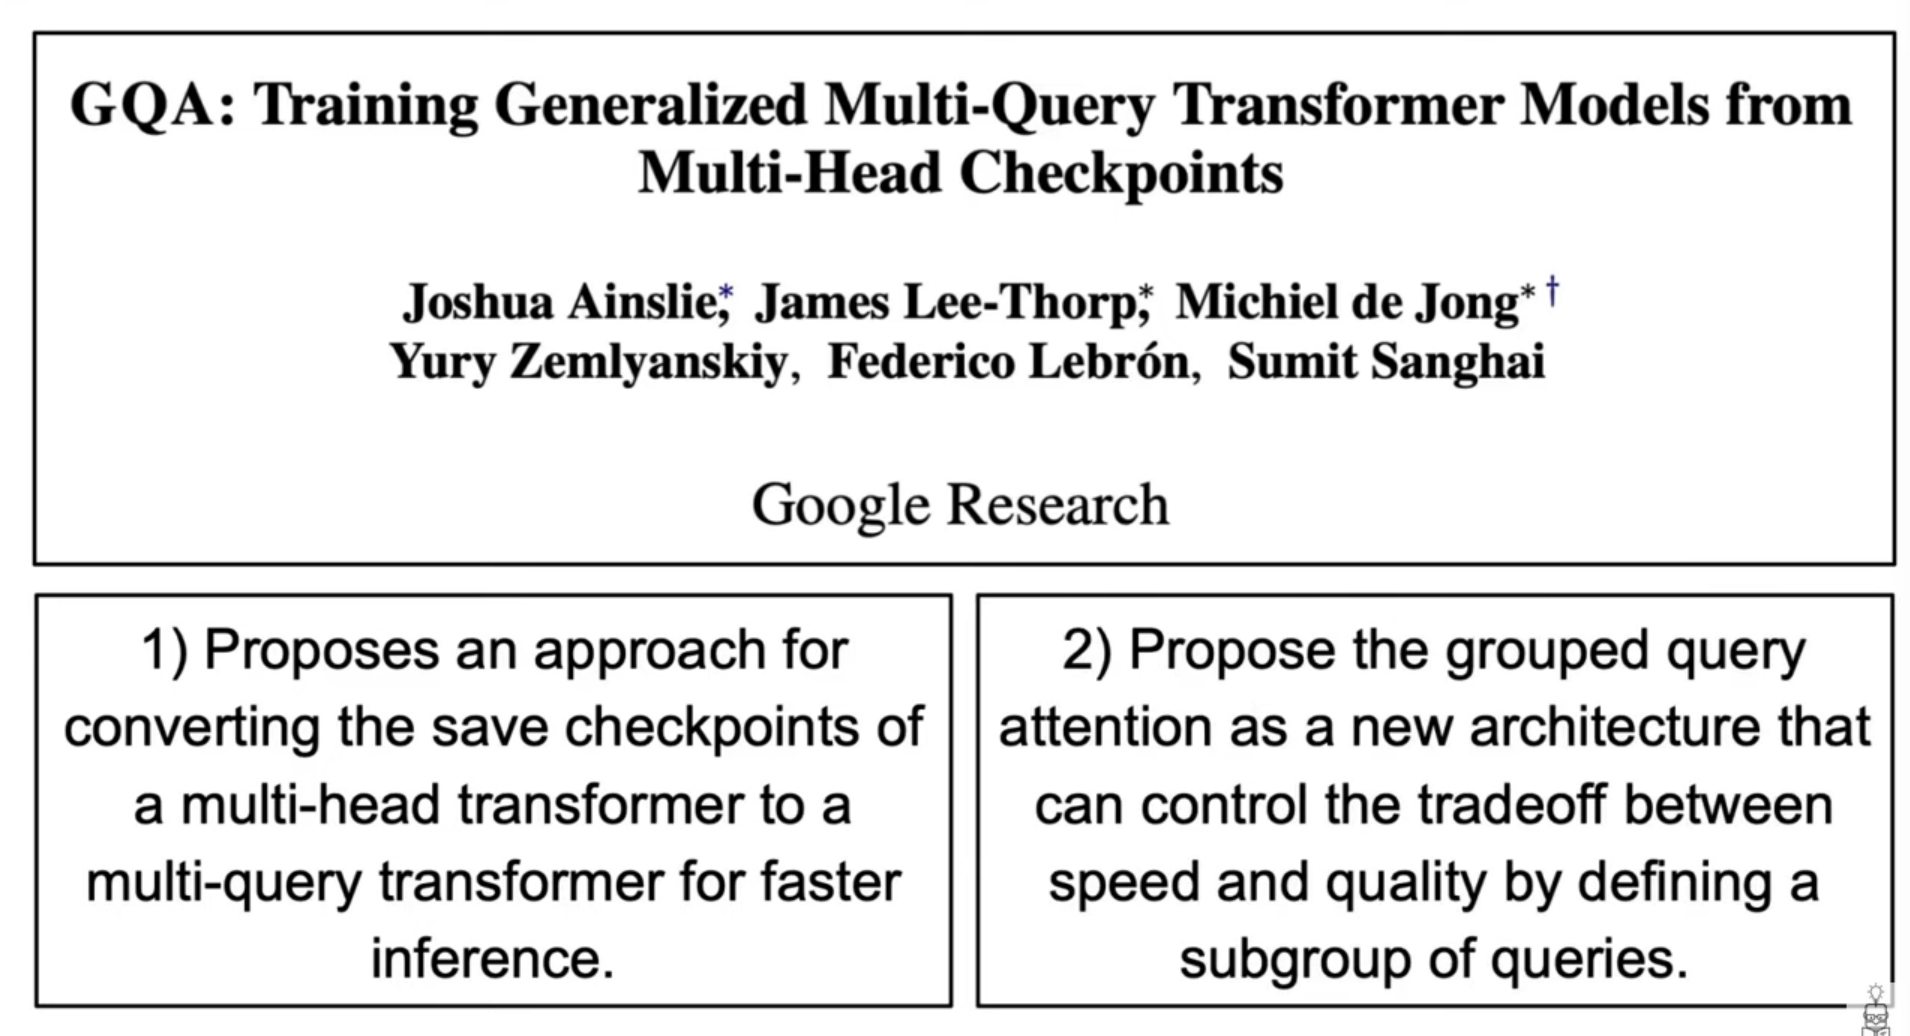 GQA: Training Generalized Multi-Query Transformer Models from
Multi-Head Checkpoints
Joshua Ainslie,* James Lee-Thorp,* Michiel de Jong* †
Yury Zemlyanskiy, Federico Lebrón, Sumit Sanghai
Google Research
1) Proposes an approach for
converting the save checkpoints of
a multi-head transformer to a
multi-query transformer for faster
inference.
2) Propose the grouped query
attention as a new architecture that
can control the tradeoff between
speed and quality by defining a
subgroup of queries.